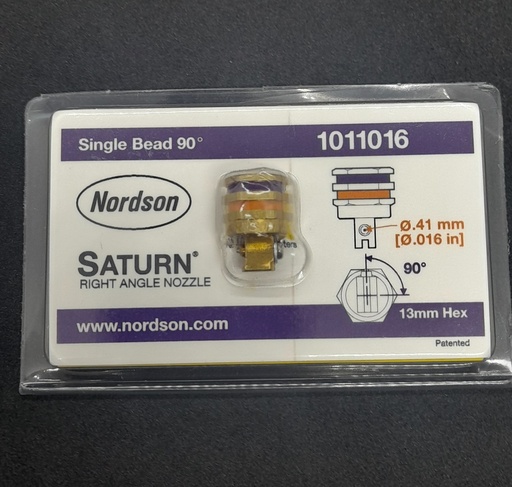 Single Bead 90°
1011016
Nordson
Ø.41 mm
[Ø.016 in]
SATURN®
RIGHT ANGLE NOZZLE
90°
www.nordson.com
13mm Hex
Patented